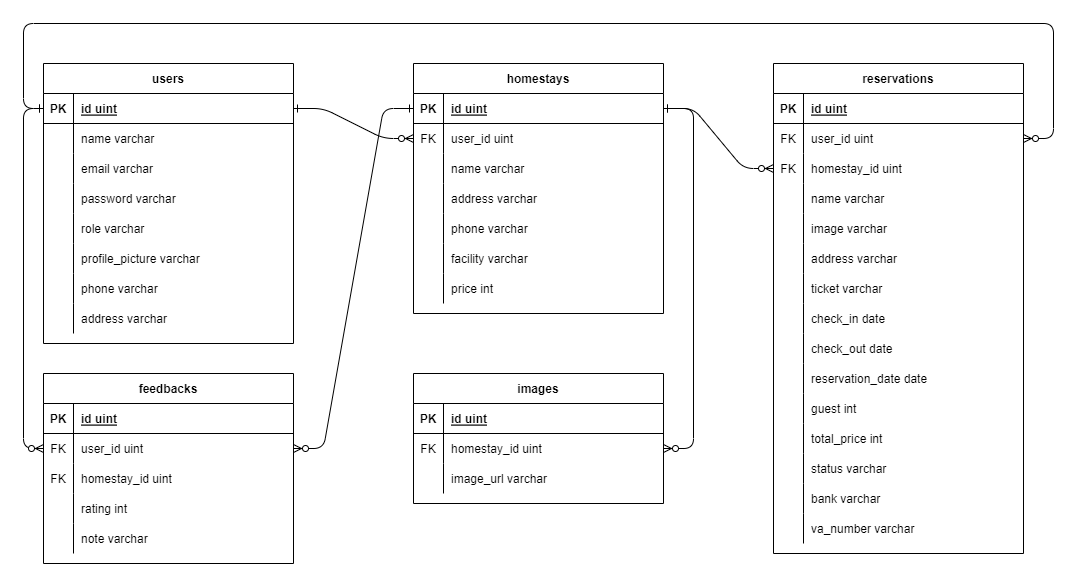 users
PK id uint
name varchar
email varchar
password varchar
role varchar
profile_picture varchar
phone varchar
address varchar
homestays
PK id uint
FK user_id uint
name varchar
address varchar
phone varchar
facility varchar
price int
reservations
PK id uint
FK user_id uint
FK homestay_id uint
name varchar
image varchar
address varchar
ticket varchar
check_in date
check_out date
reservation_date date
guest int
total_price int
status varchar
bank varchar
va_number varchar
feedbacks
PK id uint
FK user_id uint
FK homestay_id uint
rating int
note varchar
images
PK id uint
FK homestay_id uint
image_url varchar